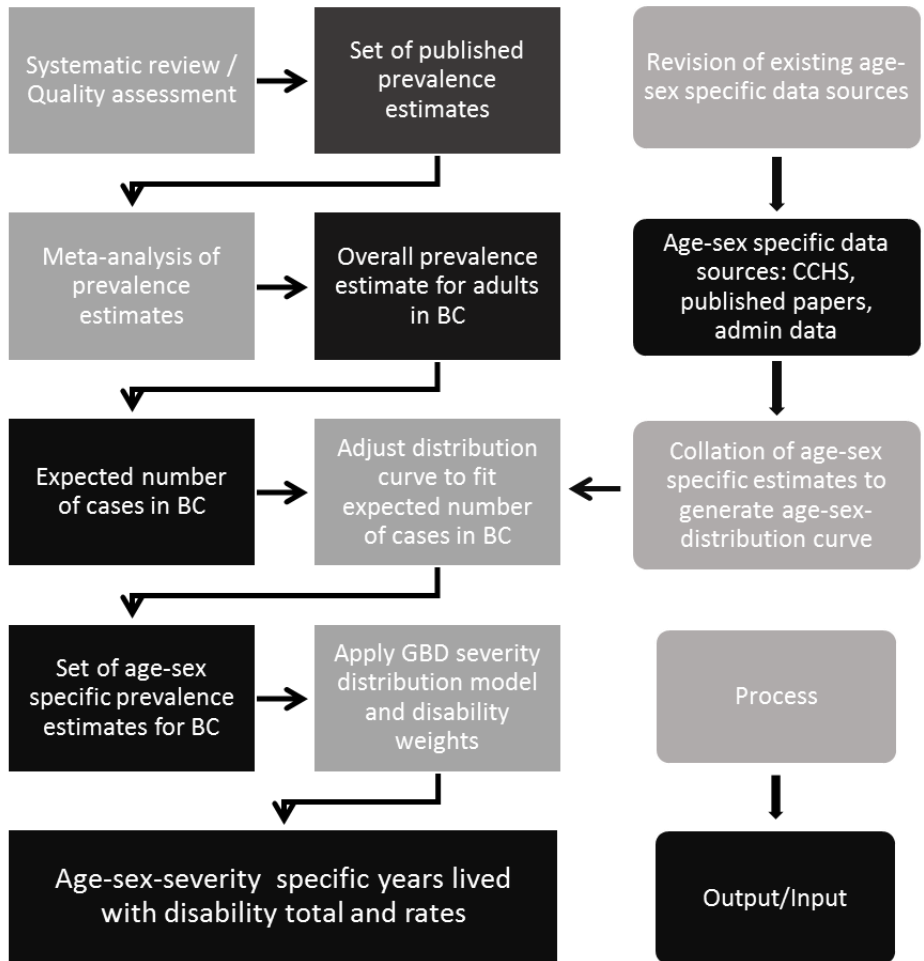 Systematic review /
Quality assessment
Set of published
prevalence
estimates
Revision of existing age-
sex specific data sources
Meta-analysis of
prevalence
estimates
Overall prevalence
estimate for adults
in BC
Age-sex specific data
sources: CCHS,
published papers,
admin data
Expected number
of cases in BC
Adjust distribution
curve to fit
expected number
of cases in BC
Collation of age-sex
specific estimates to
generate age-sex-
distribution curve
Set of age-sex
specific prevalence
estimates for BC
Apply GBD severity
distribution model
and disability
weights
Process
Age-sex-severity specific years lived
with disability total and rates
Output/Input